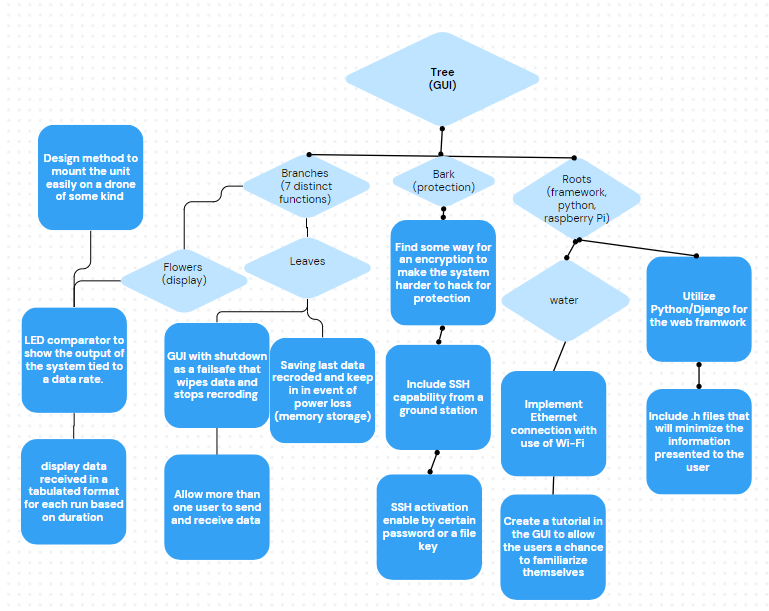 Tree
(GUI)
Design method to
mount the unit
easily on a drone
of some kind
Branches
(7 distinct
functions)
Bark
(protection)
Roots
(framework,
python,
raspberry Pi)
Flowers
(display)
Leaves
Find some way for
an encryption to
make the system
harder to hack for
protection
water
Utilize
Python/Django for
the web framwork
LED comparator to
show the output of
the system tied to
a data rate.
GUI with shutdown
as a failsafe that
wipes data and
stops recroding
Saving last data
recroded and keep
in in event of
power loss
(memory storage)
Include SSH
capability from a
ground station
Implement
Ethernet
connection with
use of Wi-Fi
Include .h files that
will minimize the
information
presented to the
user
display data
received in a
tabulated format
for each run based
on duration
Allow more than
one user to send
and receive data
SSH activation
enable by certain
password or a file
key
Create a tutorial in
the GUI to allow
the users a chance
to familiarize
themselves